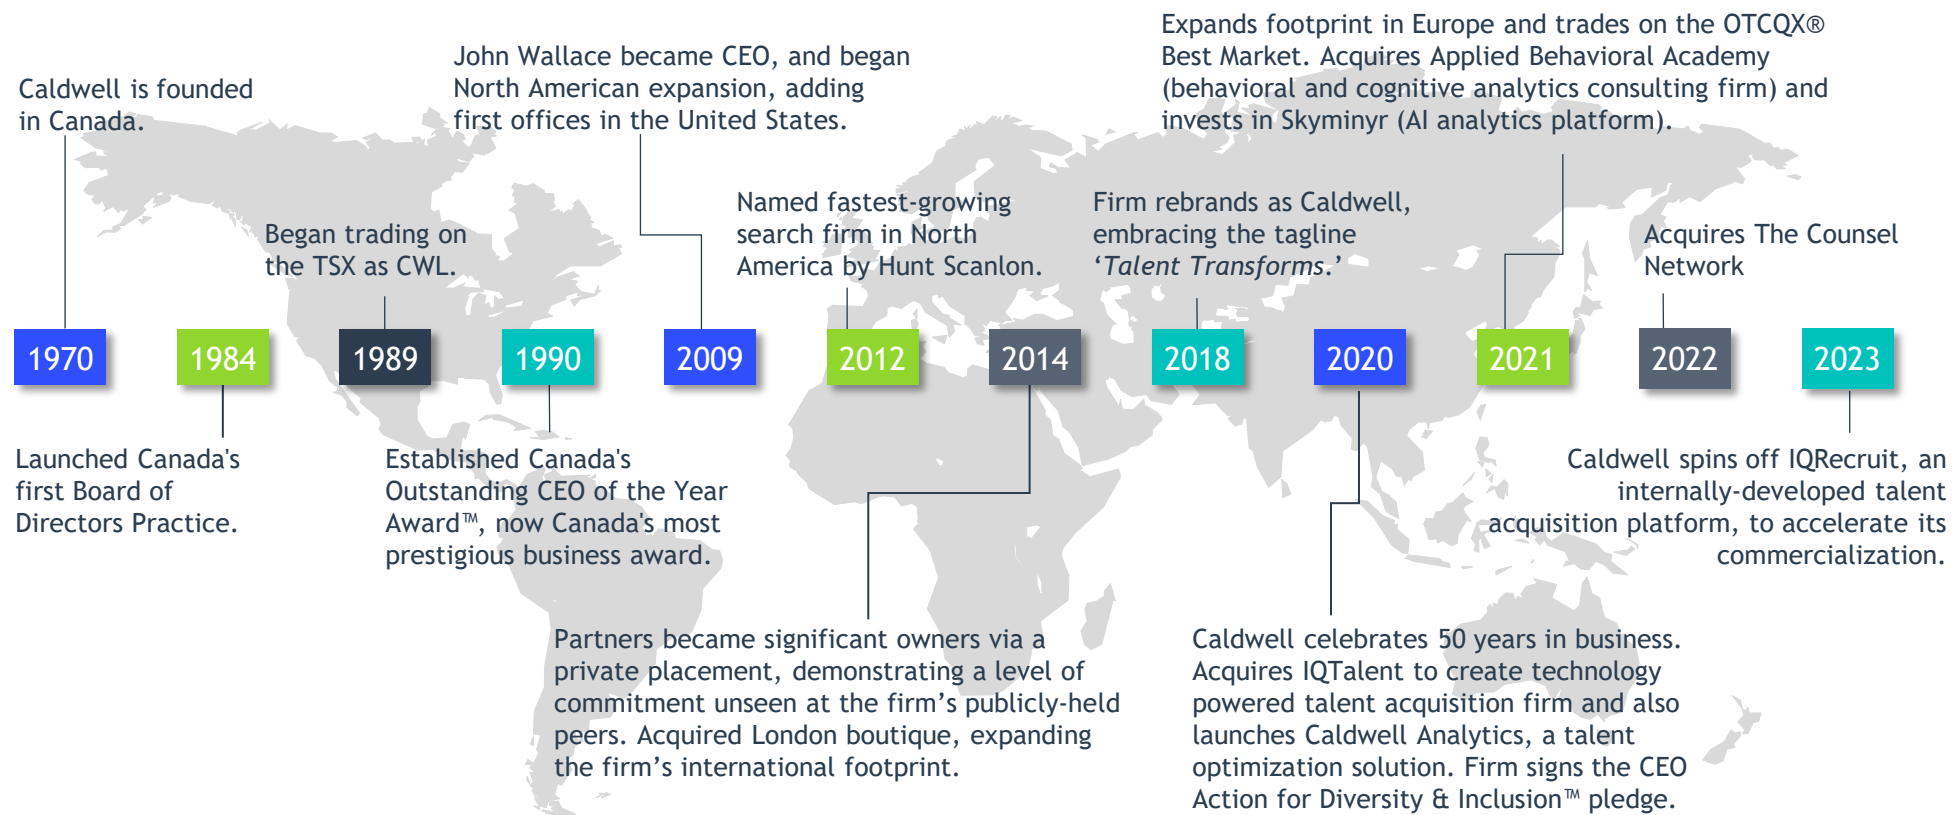 Expands footprint in Europe and trades on the OTCQX®
Best Market. Acquires Applied Behavioral Academy
(behavioral and cognitive analytics consulting firm) and
invests in Skyminyr (AI analytics platform).
John Wallace became CEO, and began
North American expansion, adding
first offices in the United States.
Caldwell is founded
in Canada.
Began trading on
the TSX as CWL.
Named fastest-growing
search firm in North
America by Hunt Scanlon.
Firm rebrands as Caldwell,
embracing the tagline
‘Talent Transforms.’
Acquires The Counsel
Network
1970
1984
1989
1990
2009
2012
2014
2018
2020
2021
2022
2023
Launched Canada's
first Board of
Directors Practice.
Established Canada's
Outstanding CEO of the Year
Award™, now Canada's most
prestigious business award.
Caldwell spins off IQRecruit, an
internally-developed talent
acquisition platform, to accelerate its
commercialization.
Partners became significant owners via a
private placement, demonstrating a level of
commitment unseen at the firm’s publicly-held
peers. Acquired London boutique, expanding
the firm’s international footprint.
Caldwell celebrates 50 years in business.
Acquires IQTalent to create technology
powered talent acquisition firm and also
launches Caldwell Analytics, a talent
optimization solution. Firm signs the CEO
Action for Diversity & Inclusion™ pledge.